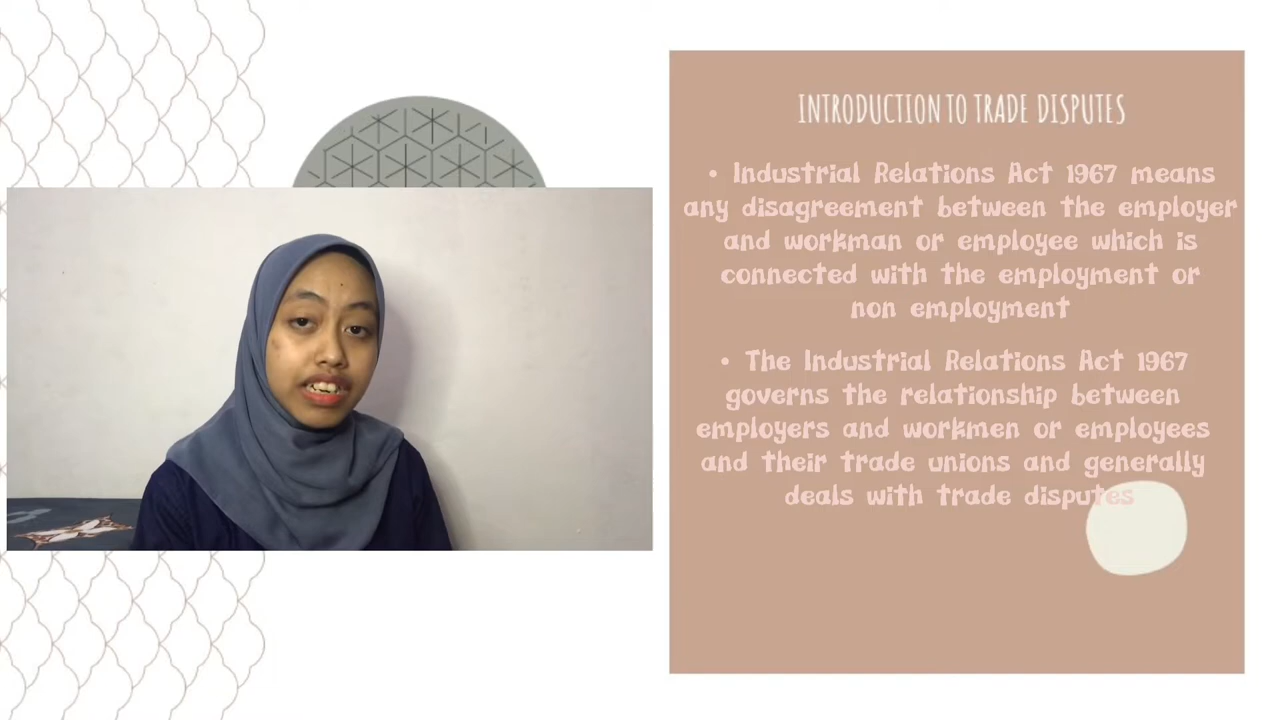 INTRODUCTION TO TRADE DISPUTES
• Industrial Relations Act 1967 means
any disagreement between the employer
and workman or employee which is
connected with the employment or
non employment
• The Industrial Relations Act 1967
governs the relationship between
employers and workmen or employees
and their trade unions and generally
deals with trade disputes